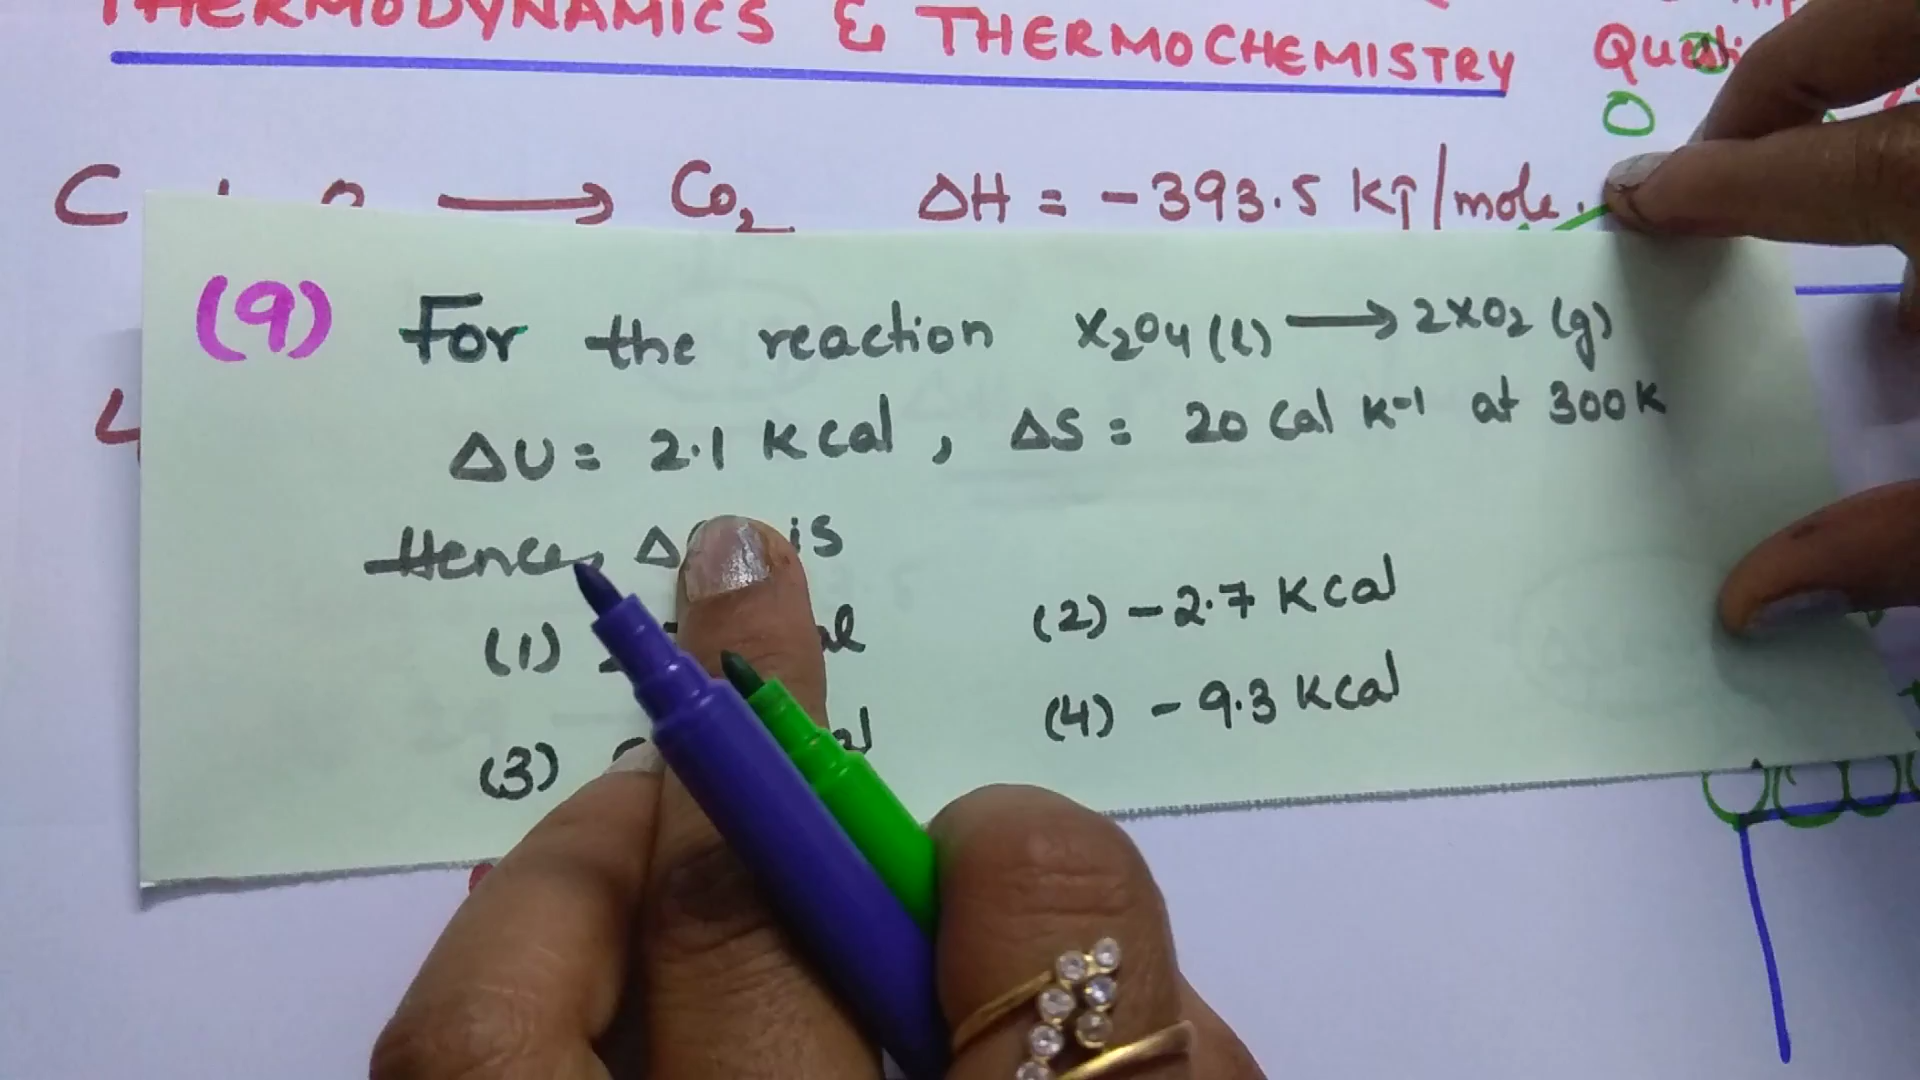 THERMODYNAMICS & THERMOCHEMISTRY
C ⟶ CO₂ ΔH = -393.5 KJ/mole.
(9) For the reaction X₂O₄(l) ⟶ 2XO₂(g)
ΔU = 2.1 Kcal, ΔS = 20 Cal K⁻¹ at 300K
Hence, Δ is
(1) (2) -2.7 Kcal
(3) (4) -9.3 Kcal